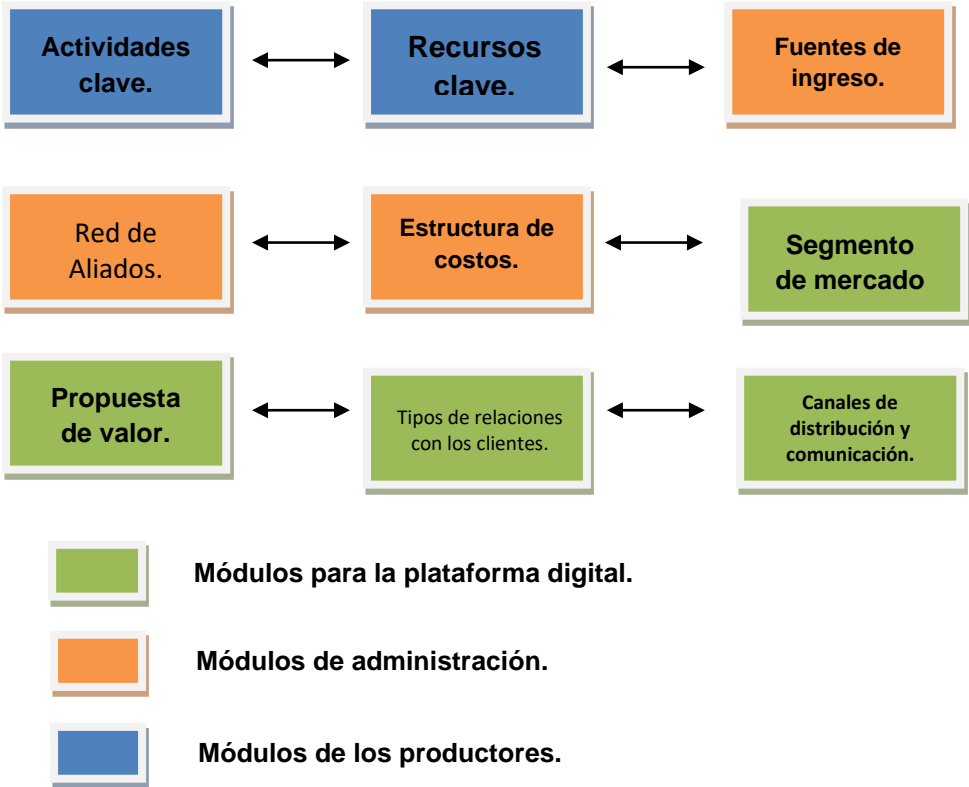 Actividades
clave.
Recursos
clave.
Fuentes de
ingreso.
Red de
Aliados.
Estructura de
costos.
Segmento
de mercado
Propuesta
de valor.
Tipos de relaciones
con los clientes.
Canales de
distribución y
comunicación.
Módulos para la plataforma digital.
Módulos de administración.
Módulos de los productores.